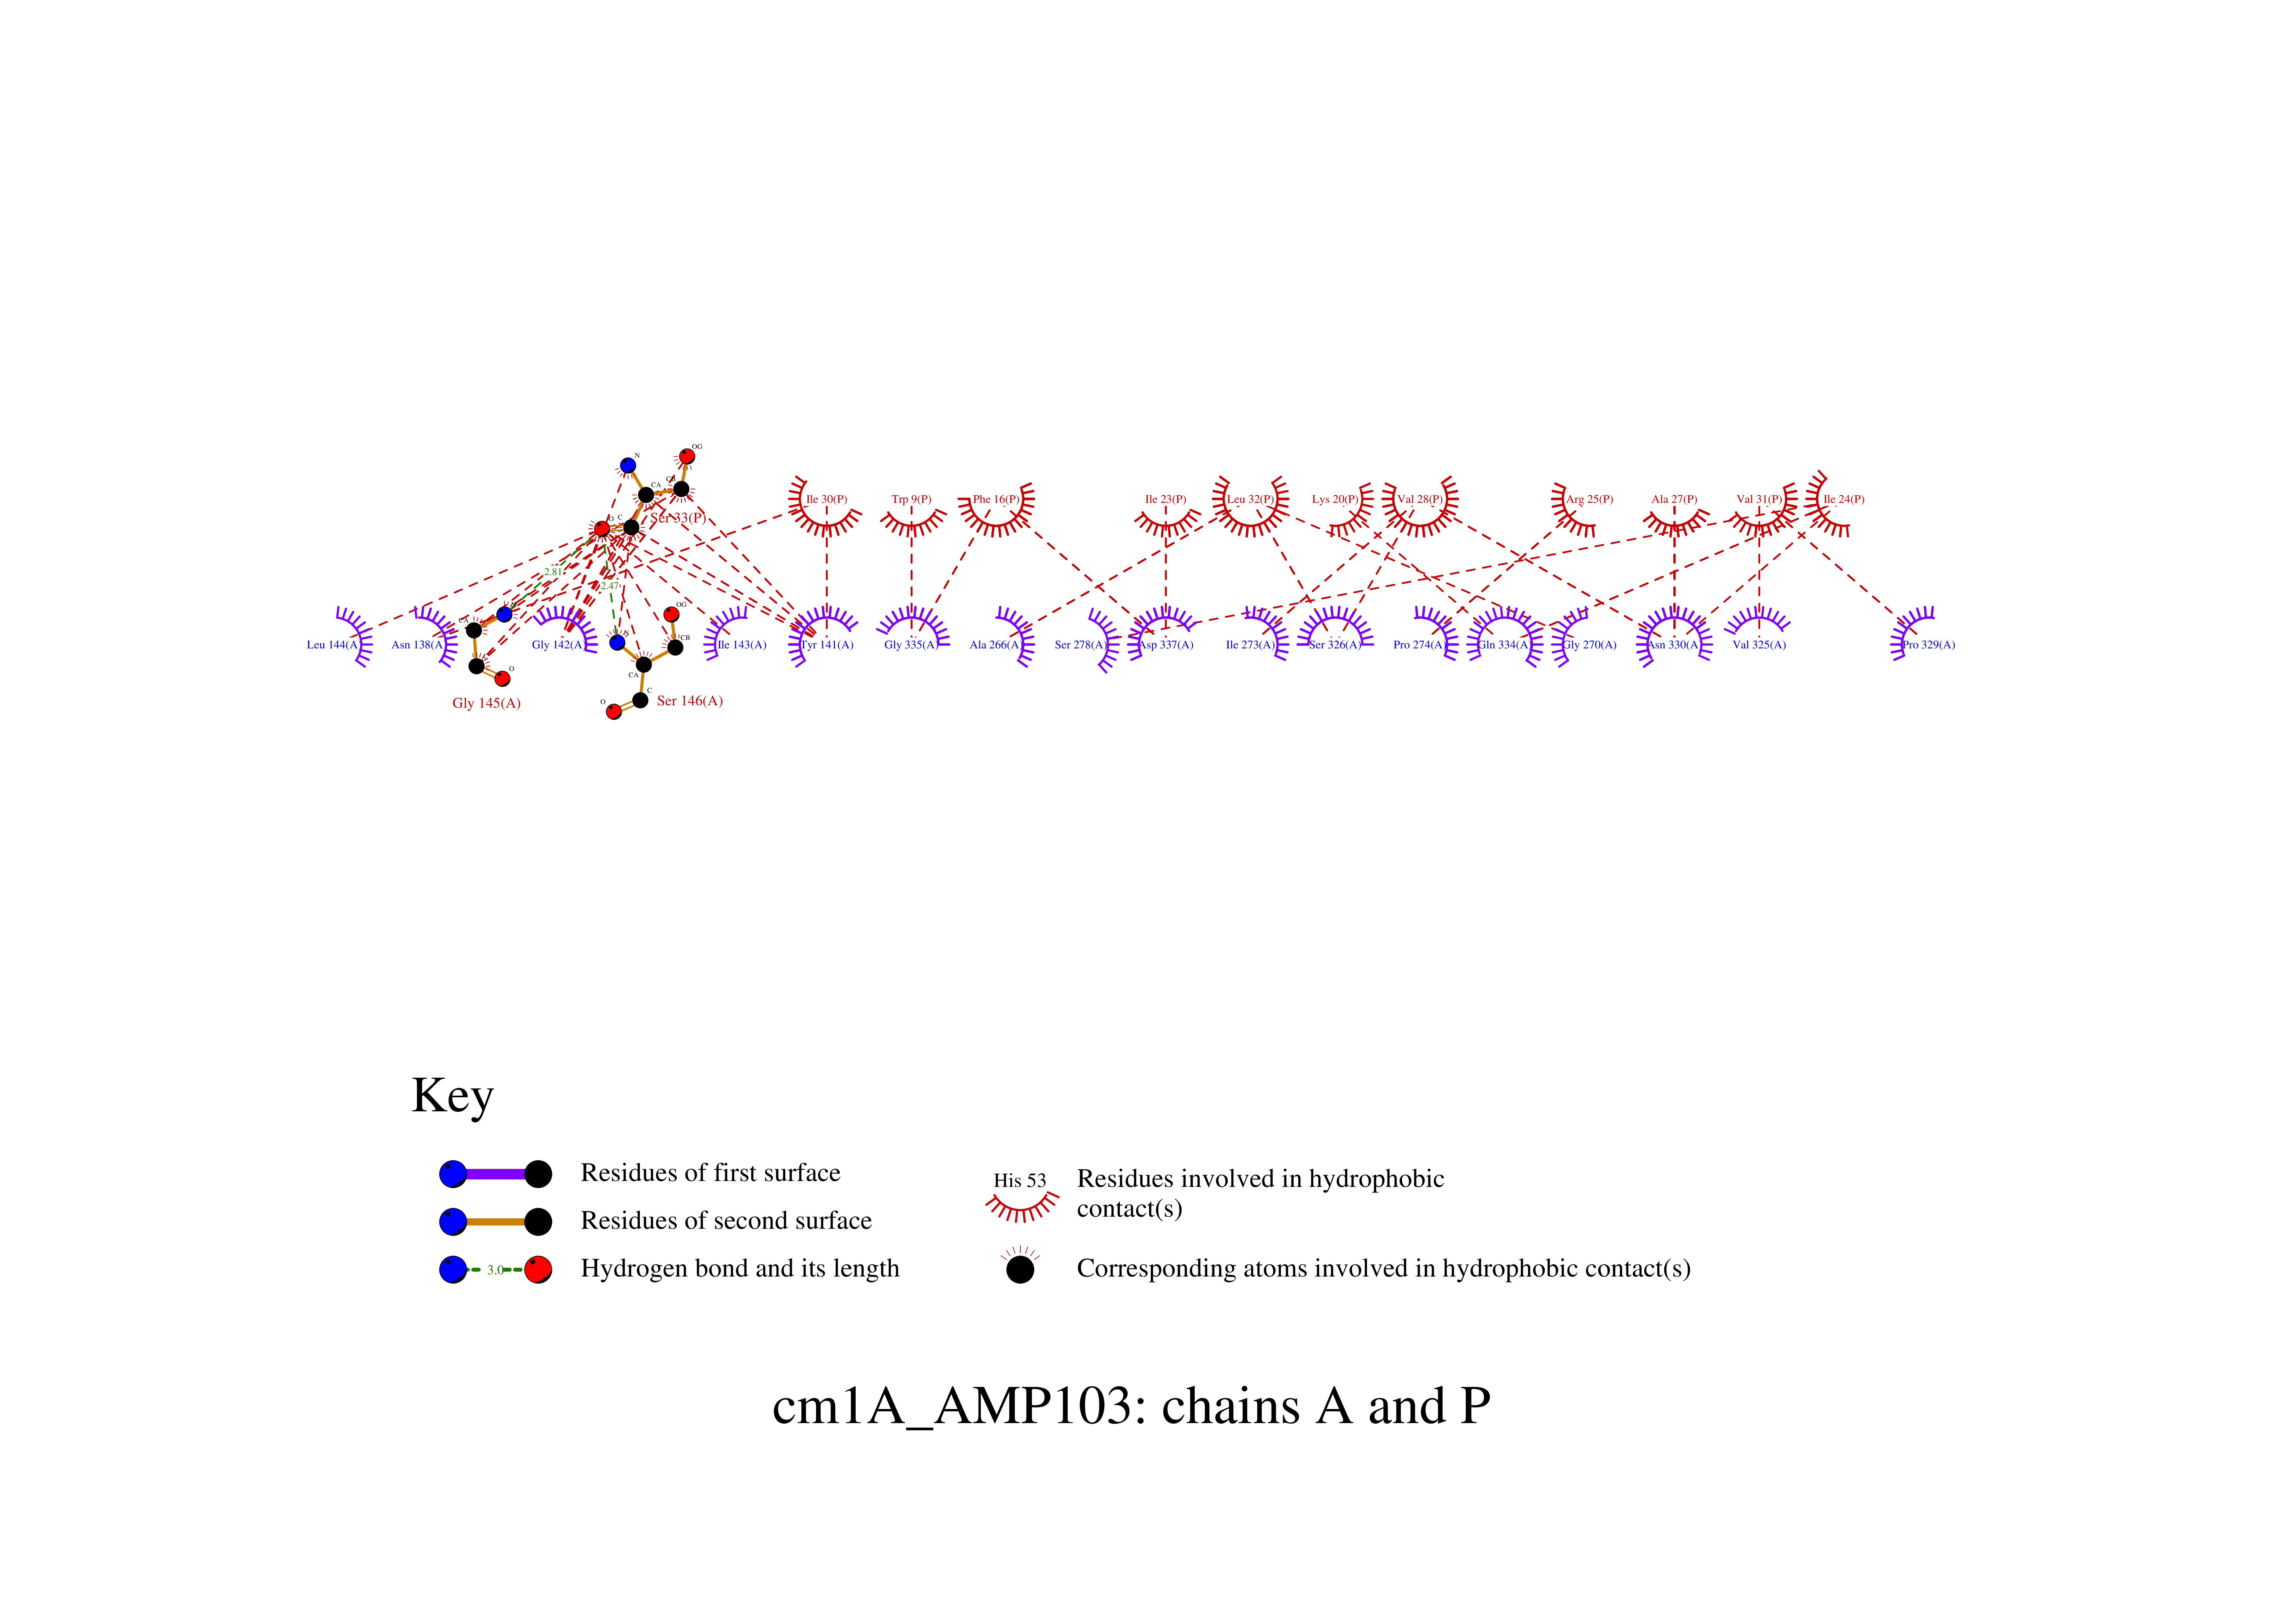 N
OG
CA
CB
O
C
Ser 33(P)
Ile 30(P)
Trp 9(P)
Phe 16(P)
Ile 23(P)
Leu 32(P)
Lys 20(P)
Val 28(P)
Arg 25(P)
Ala 27(P)
Val 31(P)
Ile 24(P)
2.81
2.47
OG
CA
N
CB
Leu 144(A)
Asn 138(A)
Gly 142(A)
Ile 143(A)
Tyr 141(A)
Gly 335(A)
Ala 266(A)
Ser 278(A)
Asp 337(A)
Ile 273(A)
Ser 326(A)
Pro 274(A)
Gln 334(A)
Gly 270(A)
Asn 330(A)
Val 325(A)
Pro 329(A)
O
CA
C
O
Gly 145(A)
Ser 146(A)
Key
Residues of first surface
Residues of second surface
3.0
Hydrogen bond and its length
His 53
Residues involved in hydrophobic
contact(s)
Corresponding atoms involved in hydrophobic contact(s)
cm1A_AMP103: chains A and P